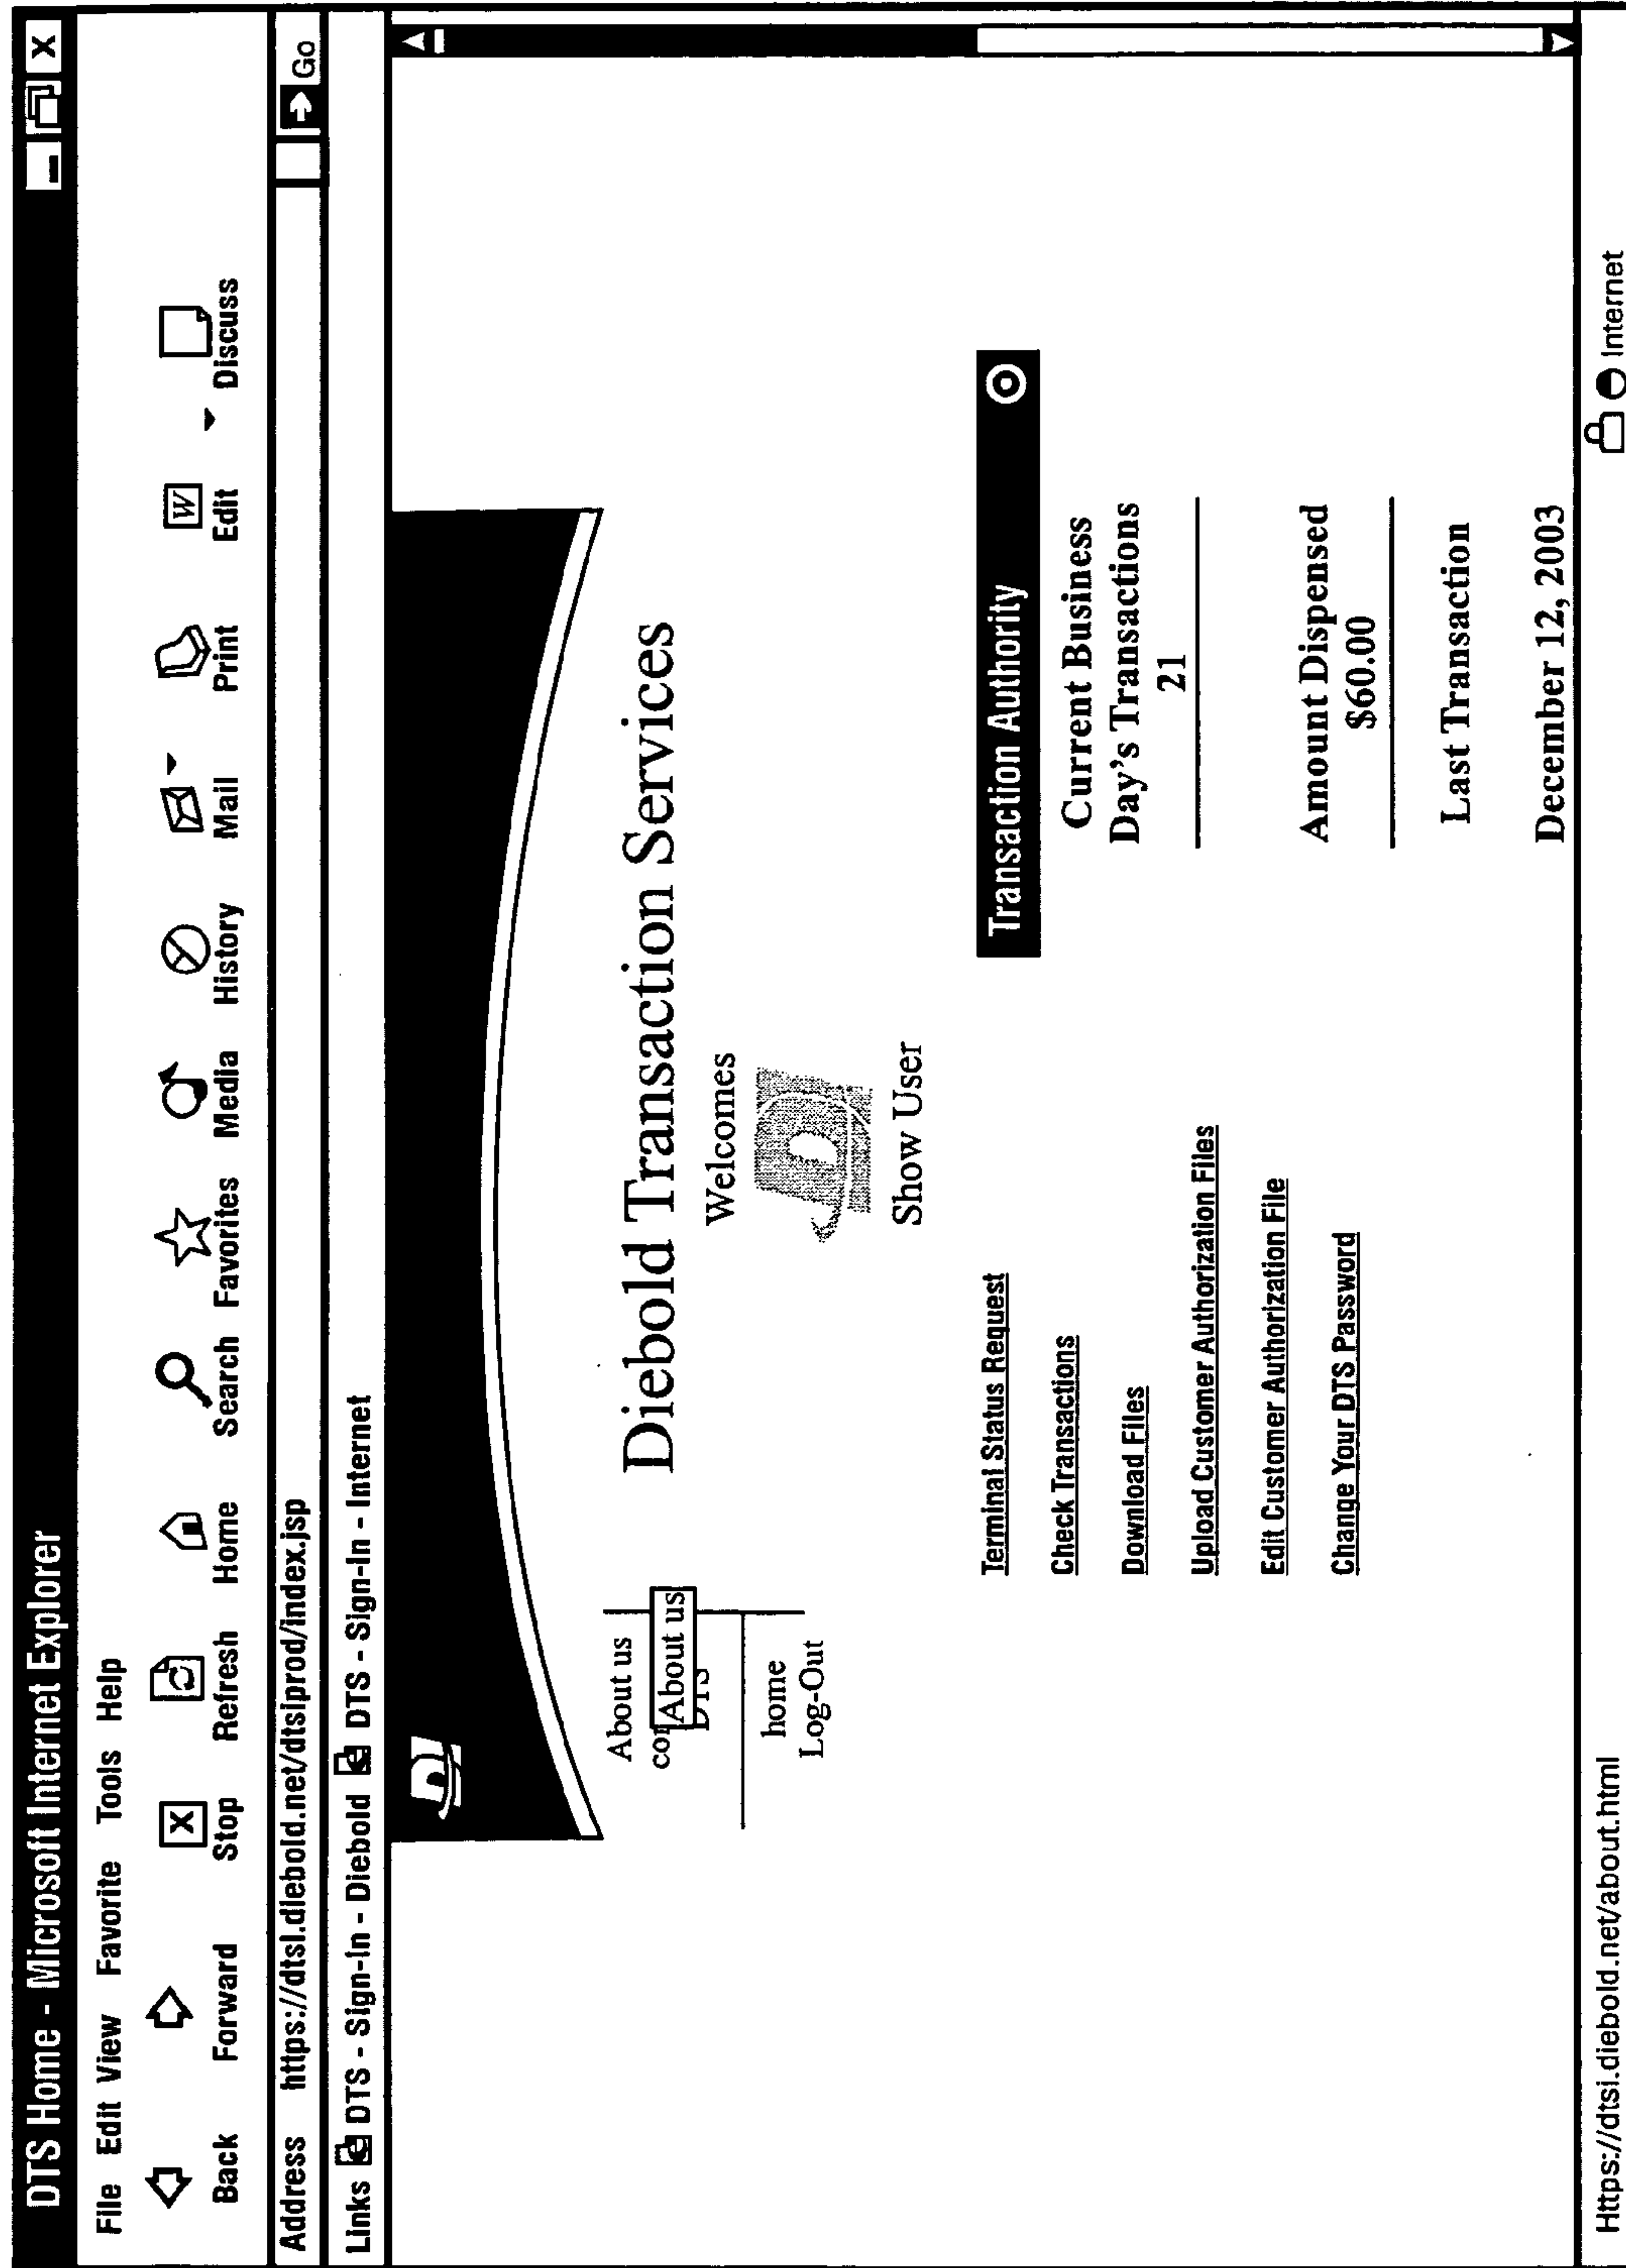 DTS Home - Microsoft Internet Explorer
File Edit View Favorite Tools Help
Back Forward Stop Refresh Home Search Favorites Media History Mail Print Edit Discuss
Address https://dtsl.diebold.net/dtsiprod/index.jsp Go
Links DTS - Sign-In - Diebold DTS - Sign-In - Internet
About us
About us
DTS
home
Log-Out
Diebold Transaction Services
Welcomes
Show User
Terminal Status Request
Check Transactions
Download Files
Upload Customer Authorization Files
Edit Customer Authorization File
Change Your DTS Password
Transaction Authority
Current Business
Day's Transactions
21
Amount Dispensed
$60.00
Last Transaction
December 12, 2003
Https://dtsi.diebold.net/about.html Internet